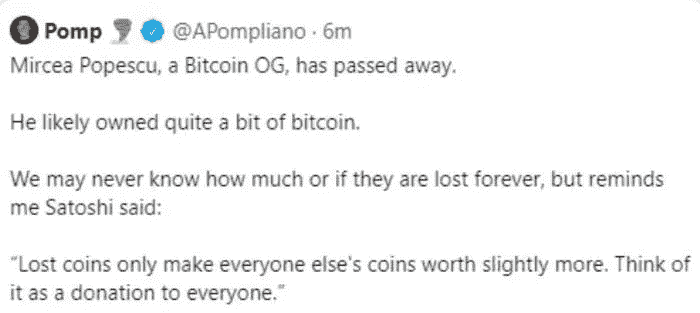 Pomp @APompliano · 6m
Mircea Popescu, a Bitcoin OG, has passed away.
He likely owned quite a bit of bitcoin.
We may never know how much or if they are lost forever, but reminds
me Satoshi said:
"Lost coins only make everyone else's coins worth slightly more. Think of
it as a donation to everyone."